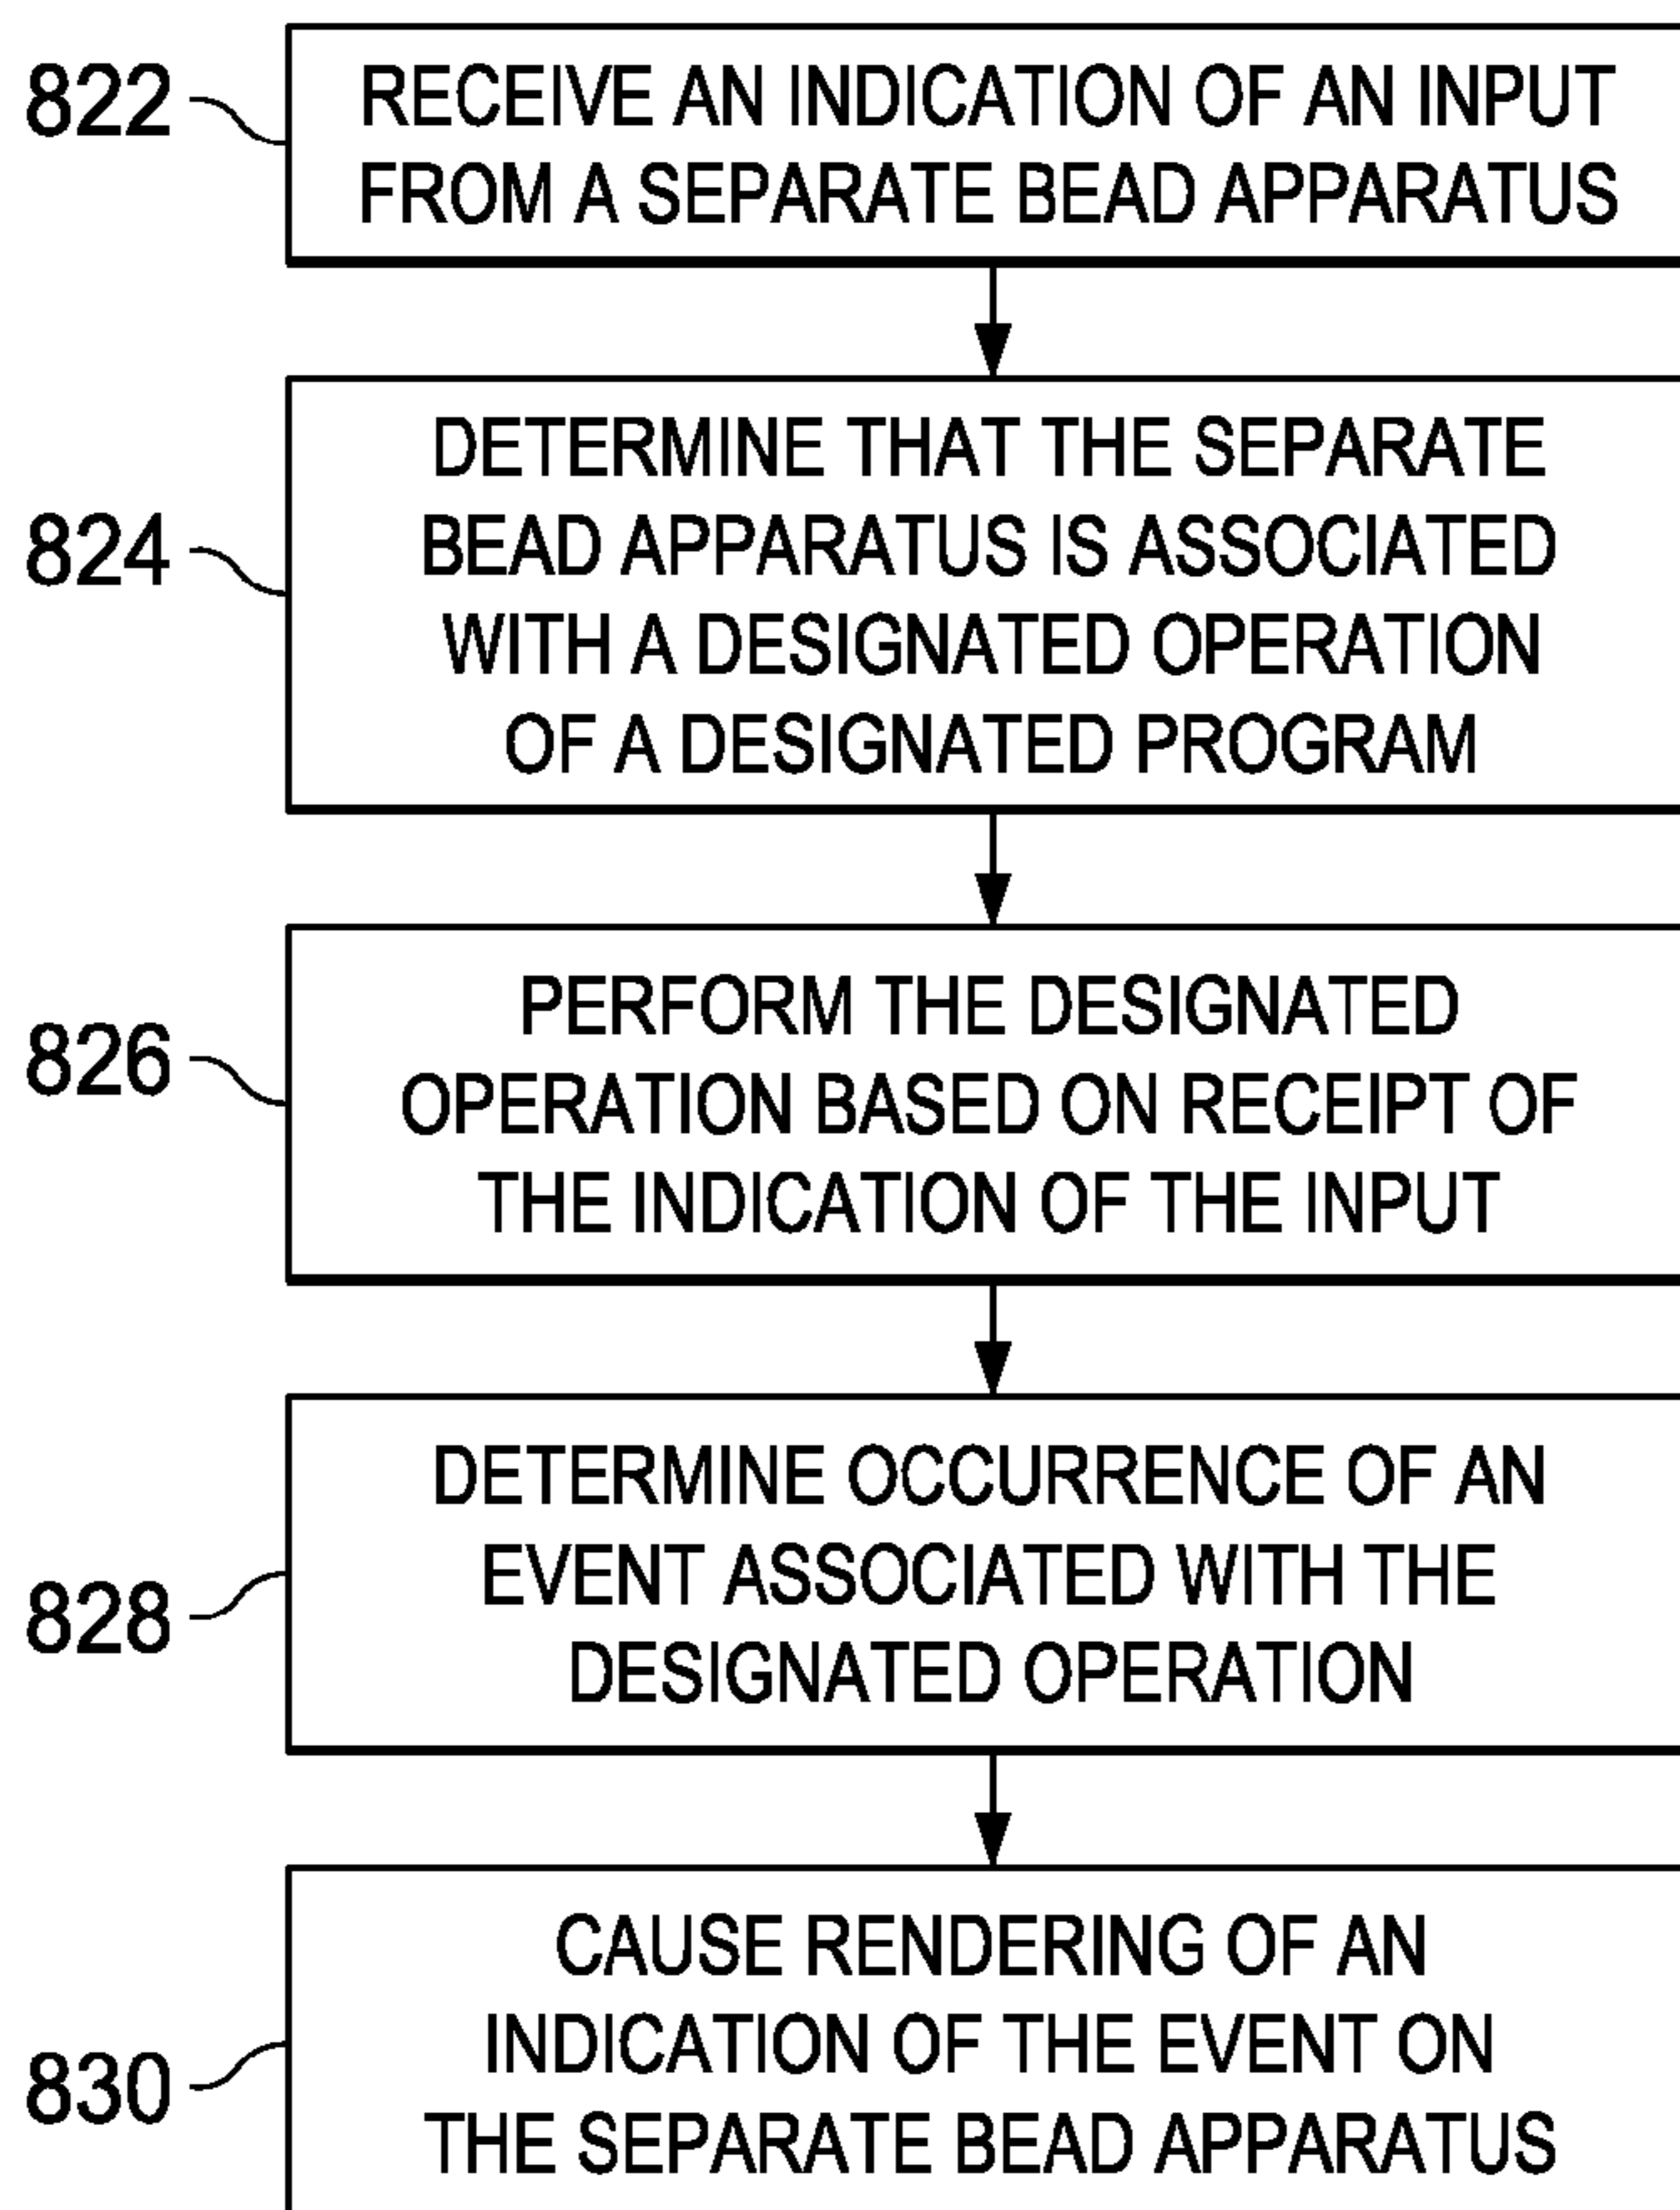 822
RECEIVE AN INDICATION OF AN INPUT
FROM A SEPARATE BEAD APPARATUS
824
DETERMINE THAT THE SEPARATE
BEAD APPARATUS IS ASSOCIATED
WITH A DESIGNATED OPERATION
OF A DESIGNATED PROGRAM
826
PERFORM THE DESIGNATED
OPERATION BASED ON RECEIPT OF
THE INDICATION OF THE INPUT
828
DETERMINE OCCURRENCE OF AN
EVENT ASSOCIATED WITH THE
DESIGNATED OPERATION
830
CAUSE RENDERING OF AN
INDICATION OF THE EVENT ON
THE SEPARATE BEAD APPARATUS